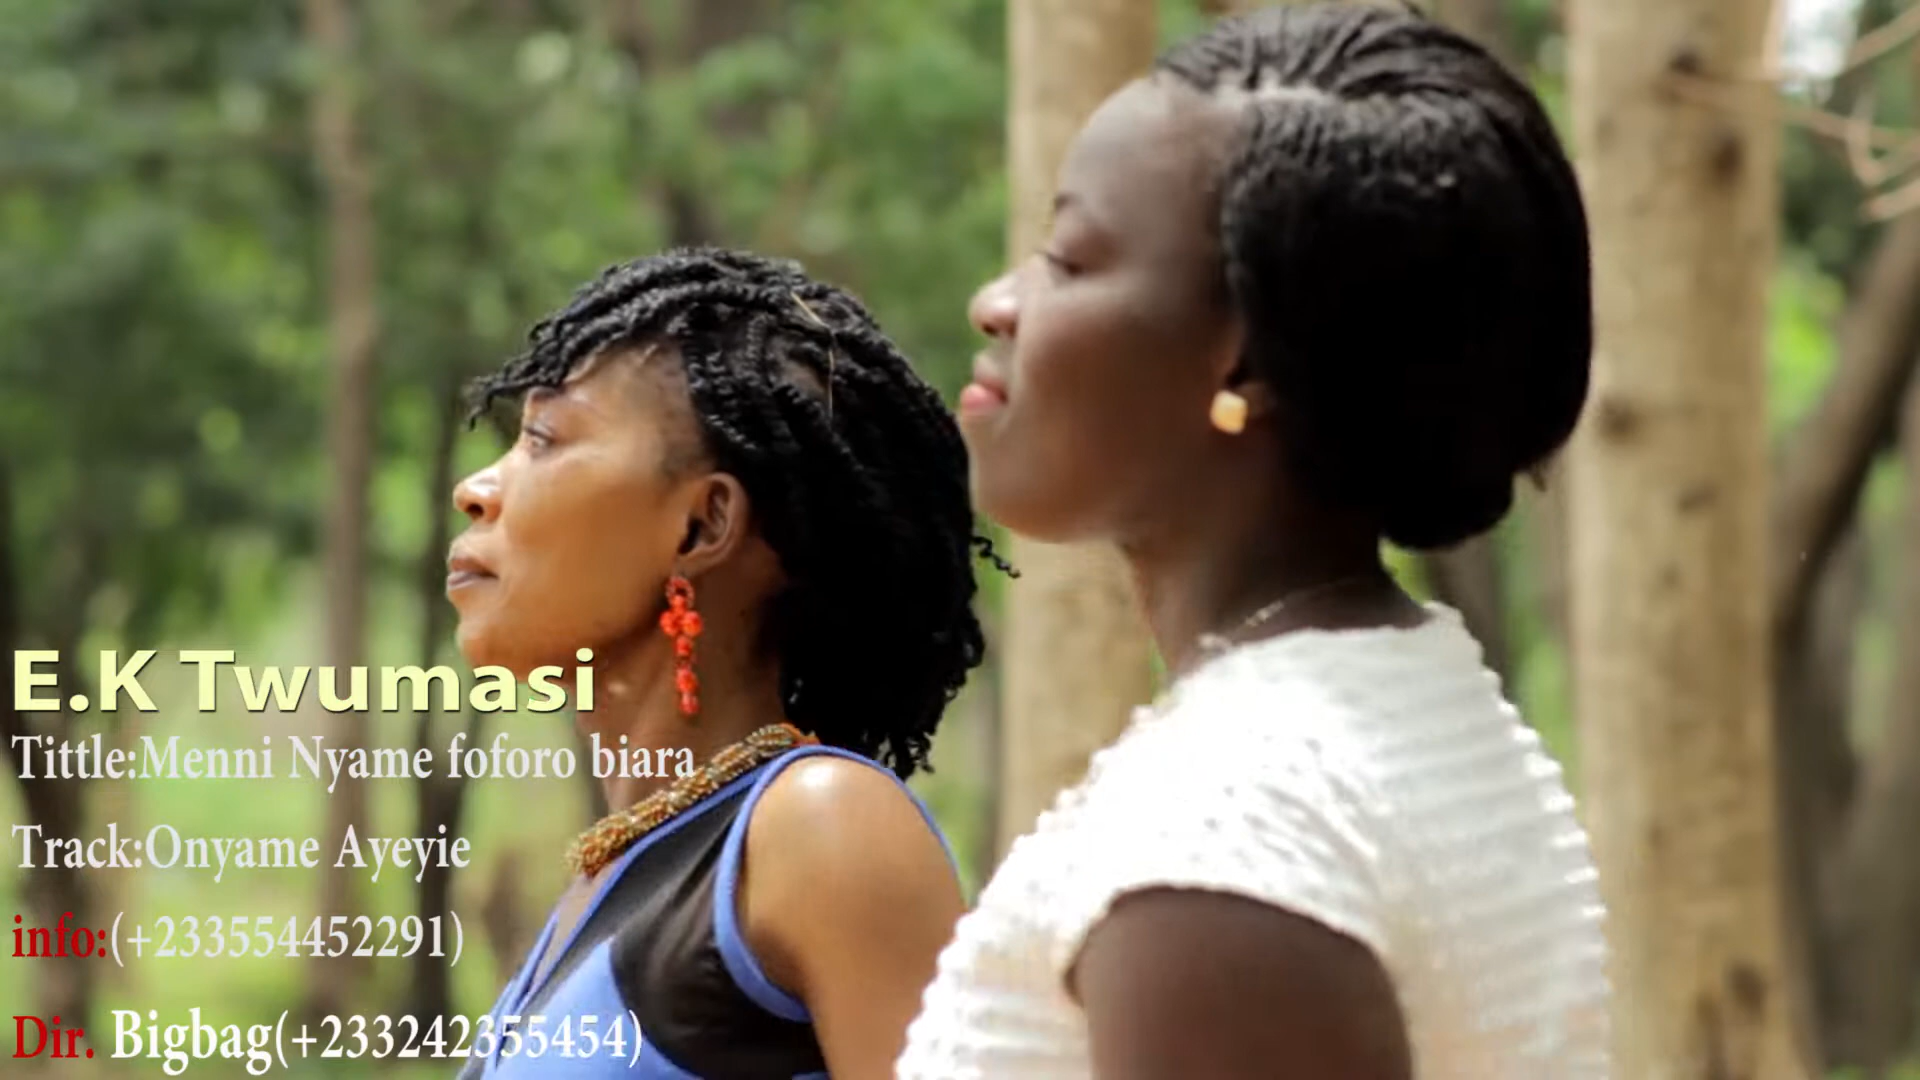 E.K Twumasi
Tittle:Menni Nyame foforo biara
Track:Onyame Ayeyie
info:(+233554452291)
Dir. Bigbag(+233242355454)